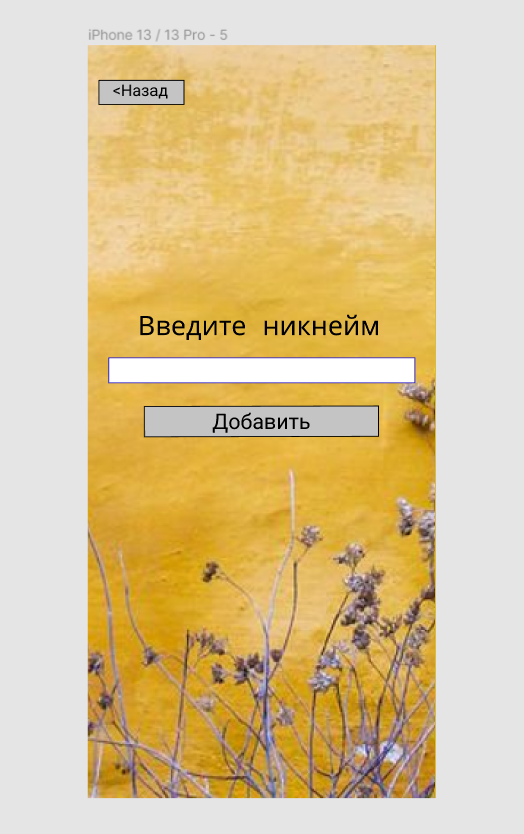 iPhone 13 / 13 Pro - 5
<Назад
Введите никнейм
Добавить